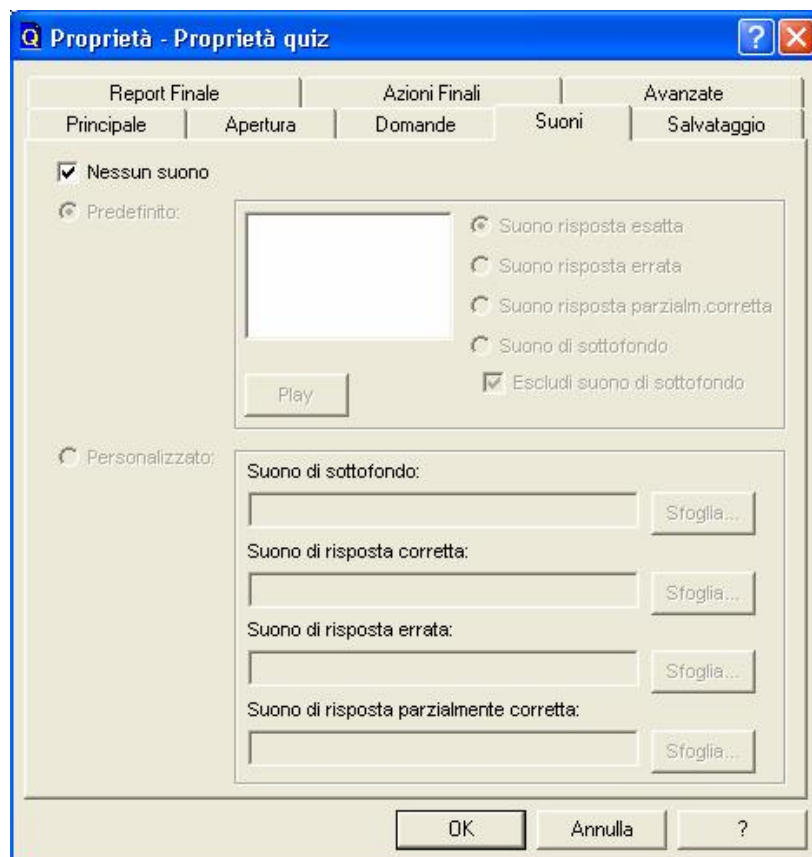 Q Proprietà - Proprietà quiz ?
Report Finale Azioni Finali Avanzate
Principale Apertura Domande Suoni Salvataggio
Nessun suono
Predefinito:
Suono risposta esatta
Suono risposta errata
Suono risposta parzialm.corretta
Suono di sottofondo
Play
Escludi suono di sottofondo
Personalizzato:
Suono di sottofondo:
Sfoglia...
Suono di risposta corretta:
Sfoglia...
Suono di risposta errata:
Sfoglia...
Suono di risposta parzialmente corretta:
Sfoglia...
OK Annulla ?